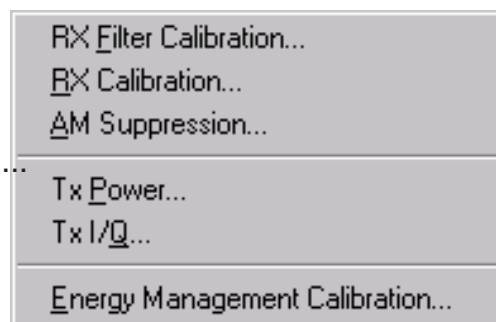 RX Filter Calibration...
RX Calibration...
AM Suppression...
...
Tx Power...
Tx I/Q...
Energy Management Calibration...